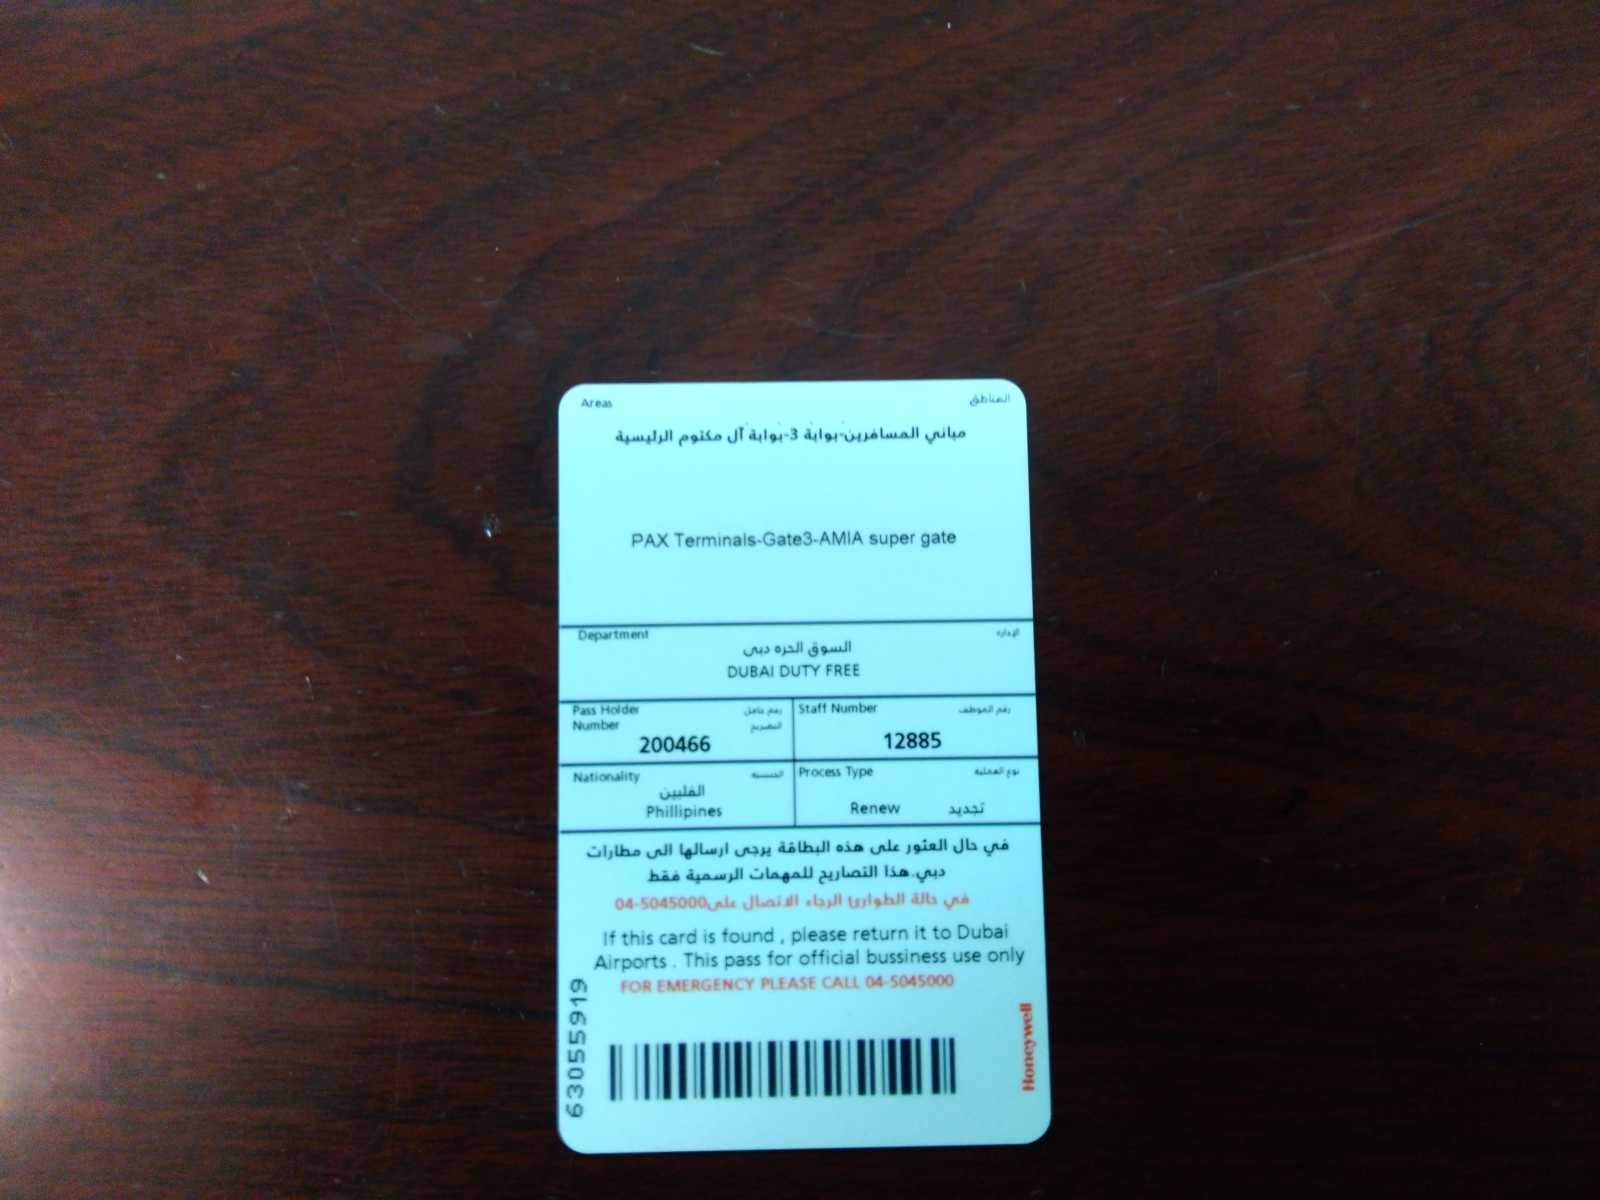 Areas المناطق
مباني المسافرين-بوابة 3-بوابة آل مكتوم الرئيسية
PAX Terminals-Gate3-AMIA super gate
Department الإدارة
السوق الحره دبي
DUBAI DUTY FREE
Pass Holder رقم حامل
Number التصريح
200466
Staff Number رقم الموظف
12885
Nationality الجنسية
الفلبين
Phillipines
Process Type نوع العملية
Renew تجديد
في حال العثور على هذه البطاقة يرجى ارسالها الى مطارات
دبي.هذا التصاريح للمهمات الرسمية فقط
في حالة الطوارئ الرجاء الاتصال على04-5045000
If this card is found , please return it to Dubai
Airports . This pass for official bussiness use only
FOR EMERGENCY PLEASE CALL 04-5045000
63055919
Honeywell